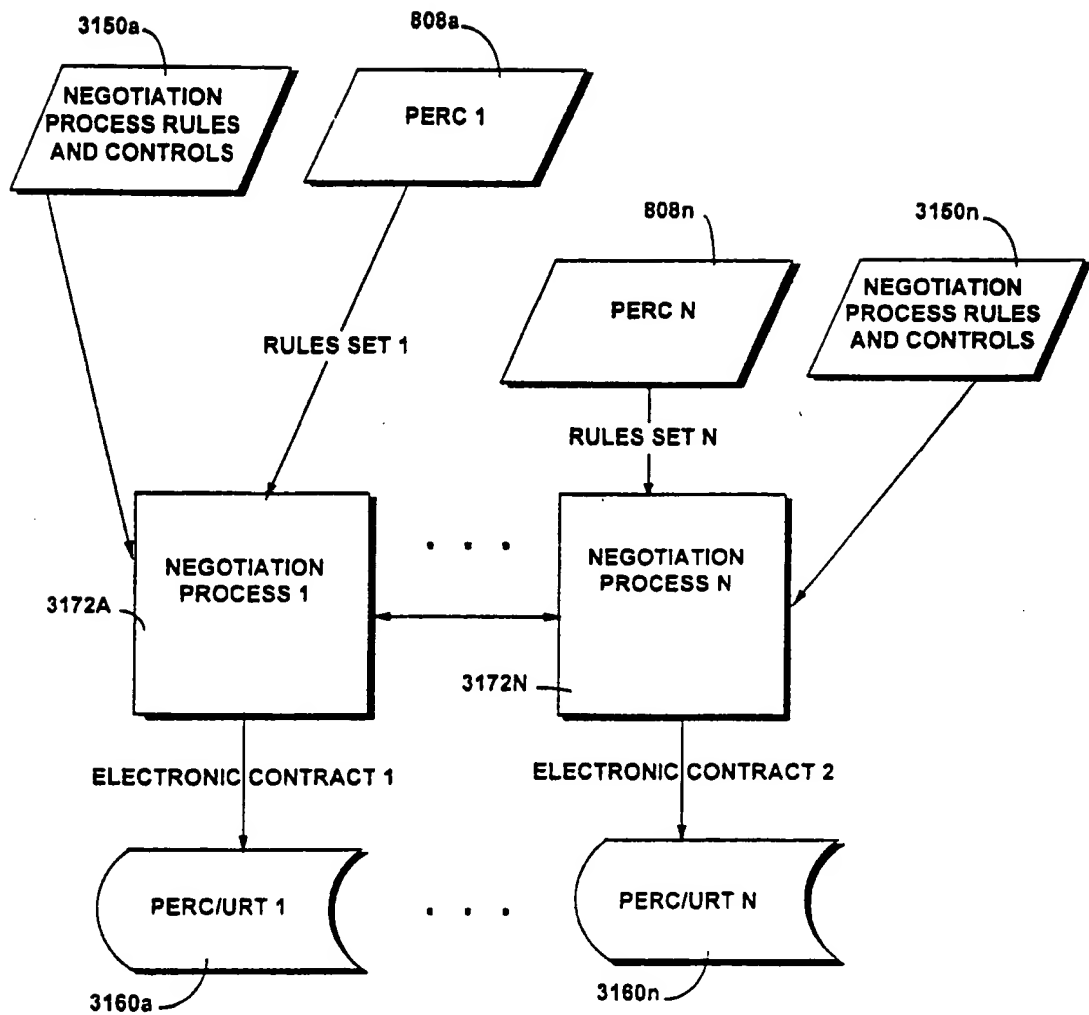 3150a
808a
NEGOTIATION
PROCESS RULES
AND CONTROLS
PERC 1
808n
3150n
PERC N
NEGOTIATION
PROCESS RULES
AND CONTROLS
RULES SET 1
RULES SET N
NEGOTIATION
PROCESS 1
. . .
NEGOTIATION
PROCESS N
3172A
3172N
ELECTRONIC CONTRACT 1
ELECTRONIC CONTRACT 2
PERC/URT 1
. . .
PERC/URT N
3160a
3160n